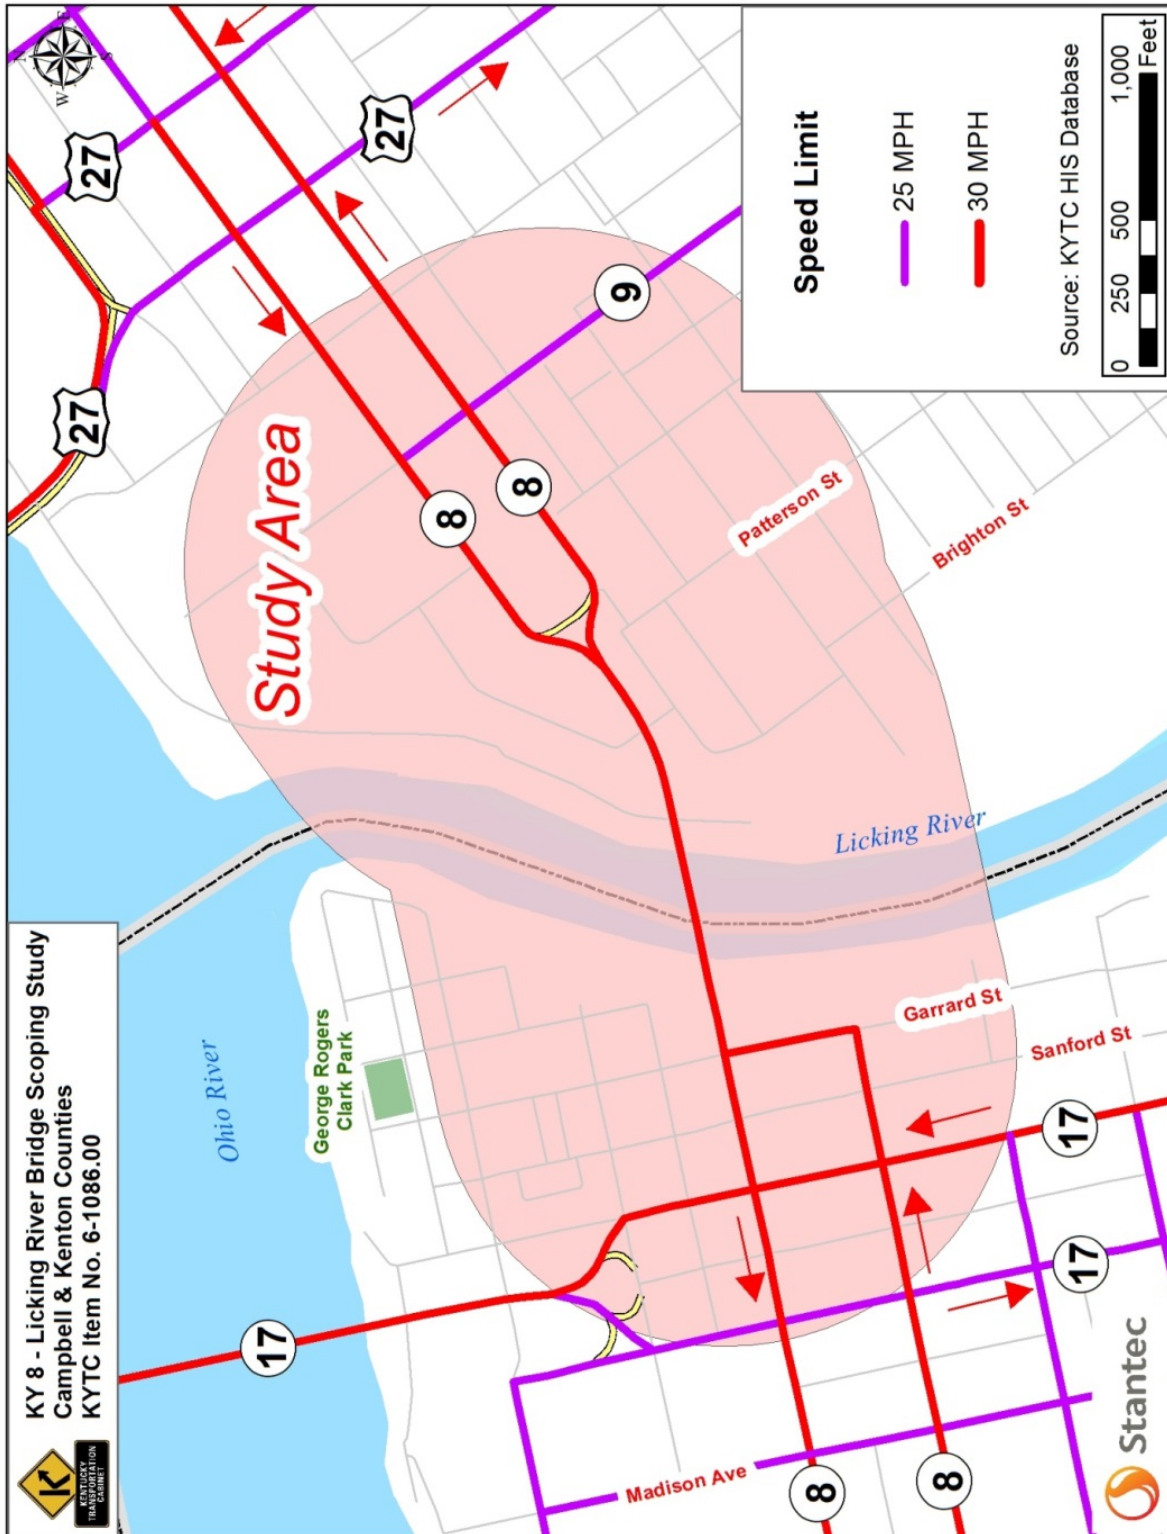 KY 8 - Licking River Bridge Scoping Study
Campbell & Kenton Counties
KYTC Item No. 6-1086.00
KENTUCKY
TRANSPORTATION
CABINET
N
E
S
W
Ohio River
George Rogers
Clark Park
Study Area
27
27
27
17
8
8
9
Licking River
Patterson St
Brighton St
Garrard St
Sanford St
Madison Ave
17
17
8
8
Stantec
Speed Limit
25 MPH
30 MPH
Source: KYTC HIS Database
0 250 500 1,000
Feet